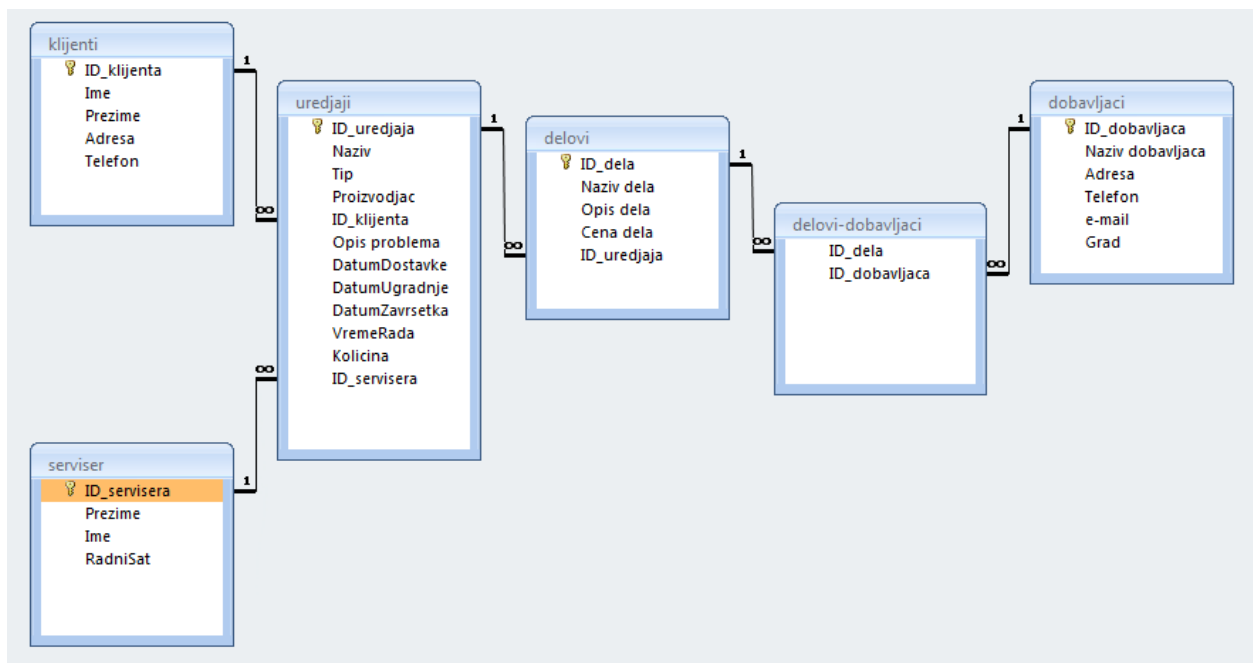 klijenti
ID_klijenta
Ime
Prezime
Adresa
Telefon
1
∞
uredjaji
ID_uredjaja
Naziv
Tip
Proizvodjac
ID_klijenta
Opis problema
DatumDostavke
DatumUgradnje
DatumZavrsetka
VremeRada
Kolicina
ID_servisera
∞
1
serviser
ID_servisera
Prezime
Ime
RadniSat
1
∞
delovi
ID_dela
Naziv dela
Opis dela
Cena dela
ID_uredjaja
1
∞
delovi-dobavljaci
ID_dela
ID_dobavljaca
∞
1
dobavljaci
ID_dobavljaca
Naziv dobavljaca
Adresa
Telefon
e-mail
Grad